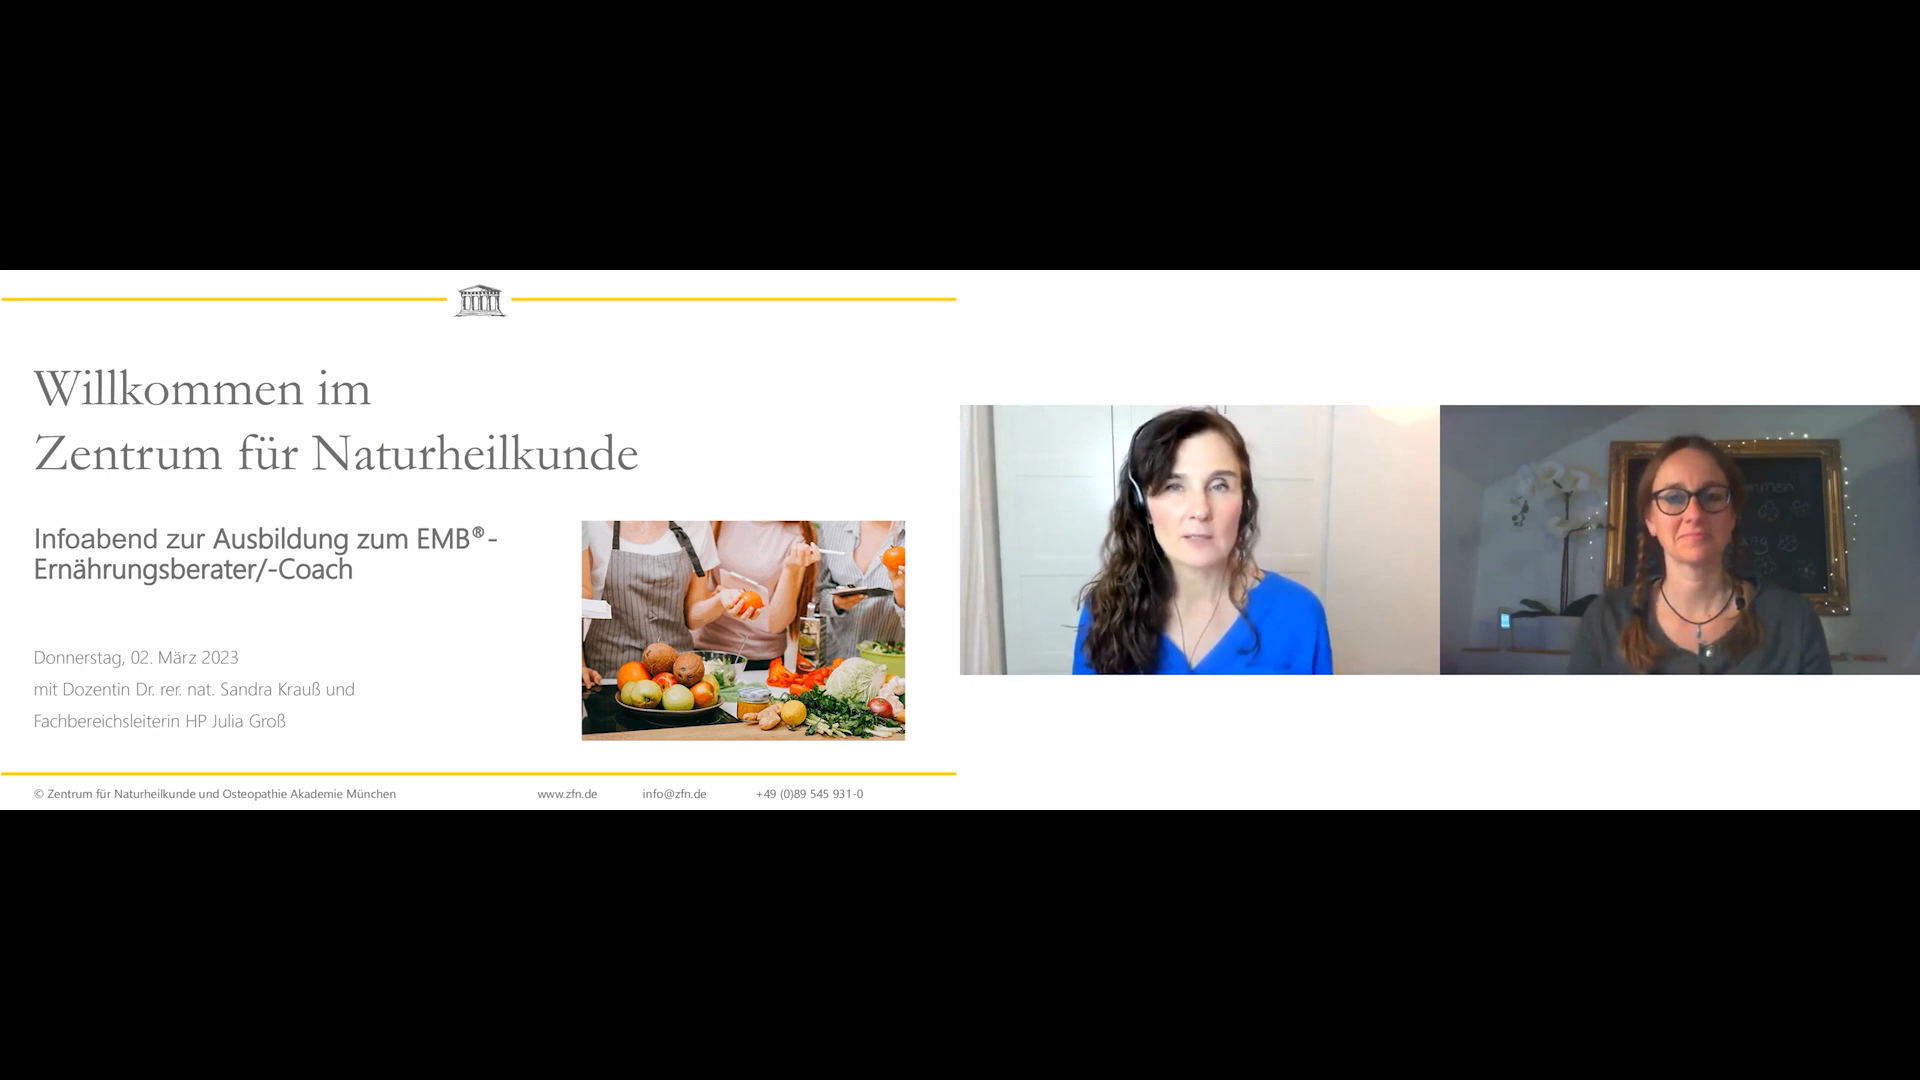 Willkommen im
Zentrum für Naturheilkunde
Infoabend zur Ausbildung zum EMB®-
Ernährungsberater/-Coach
Donnerstag, 02. März 2023
mit Dozentin Dr. rer. nat. Sandra Krauß und
Fachbereichsleiterin HP Julia Groß
© Zentrum für Naturheilkunde und Osteopathie Akademie München www.zfn.de info@zfn.de +49 (0)89 545 931-0